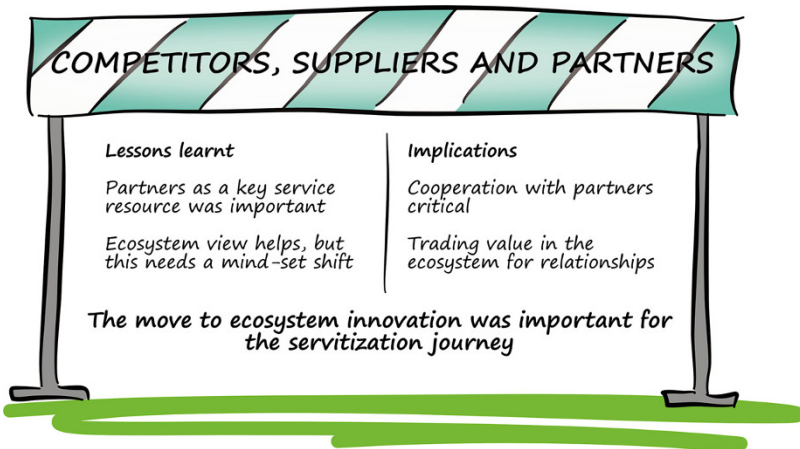 COMPETITORS, SUPPLIERS AND PARTNERS
Lessons learnt
Partners as a key service
resource was important
Ecosystem view helps, but
this needs a mind-set shift
Implications
Cooperation with partners
critical
Trading value in the
ecosystem for relationships
The move to ecosystem innovation was important for
the servitization journey